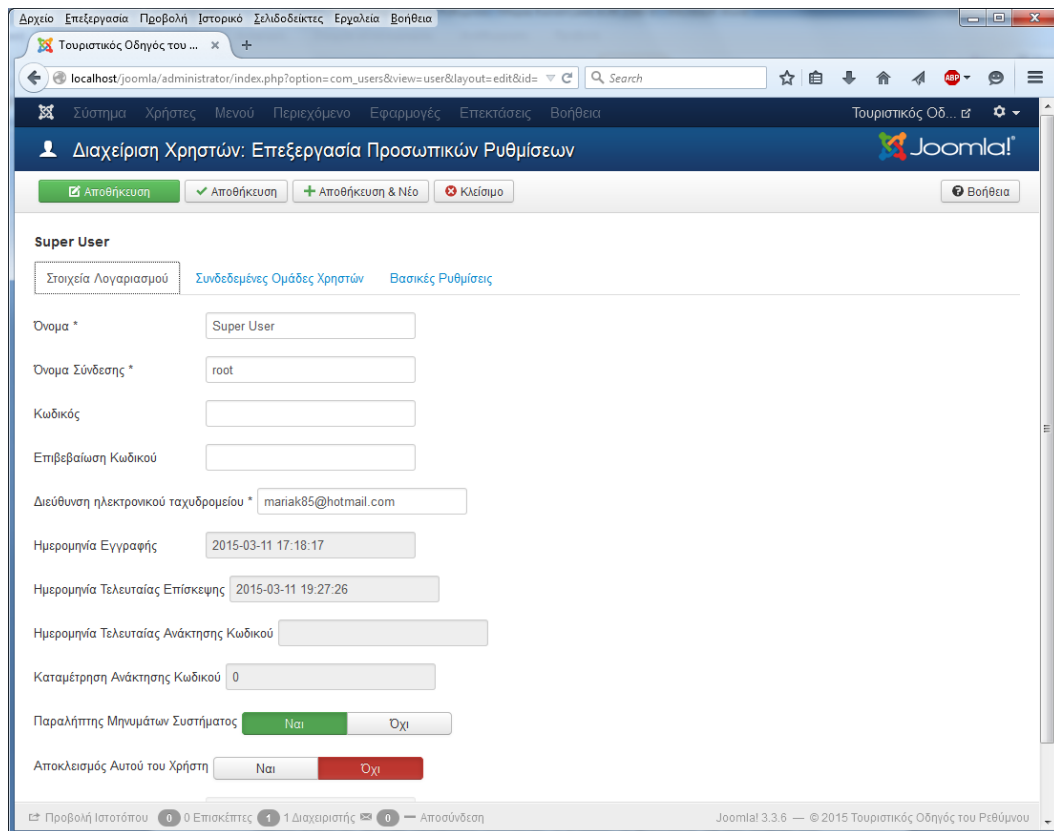 Αρχείο Επεξεργασία Προβολή Ιστορικό Σελιδοδείκτες Εργαλεία Βοήθεια
Τουριστικός Οδηγός του ...
localhost/joomla/administrator/index.php?option=com_users&view=user&layout=edit&id= Search ABP
Σύστημα Χρήστες Μενού Περιεχόμενο Εφαρμογές Επεκτάσεις Βοήθεια Τουριστικός Οδ...
Διαχείριση Χρηστών: Επεξεργασία Προσωπικών Ρυθμίσεων Joomla!
Αποθήκευση Αποθήκευση Αποθήκευση & Νέο Κλείσιμο Βοήθεια
Super User
Στοιχεία Λογαριασμού Συνδεδεμένες Ομάδες Χρηστών Βασικές Ρυθμίσεις
Όνομα * Super User
Όνομα Σύνδεσης * root
Κωδικός
Επιβεβαίωση Κωδικού
Διεύθυνση ηλεκτρονικού ταχυδρομείου * mariak85@hotmail.com
Ημερομηνία Εγγραφής 2015-03-11 17:18:17
Ημερομηνία Τελευταίας Επίσκεψης 2015-03-11 19:27:26
Ημερομηνία Τελευταίας Ανάκτησης Κωδικού
Καταμέτρηση Ανάκτησης Κωδικού 0
Παραλήπτης Μηνυμάτων Συστήματος Ναι Όχι
Αποκλεισμός Αυτού του Χρήστη Ναι Όχι
Προβολή Ιστοτόπου 0 0 Επισκέπτες 1 1 Διαχειριστής 0 Αποσύνδεση Joomla! 3.3.6 — © 2015 Τουριστικός Οδηγός του Ρεθύμνου